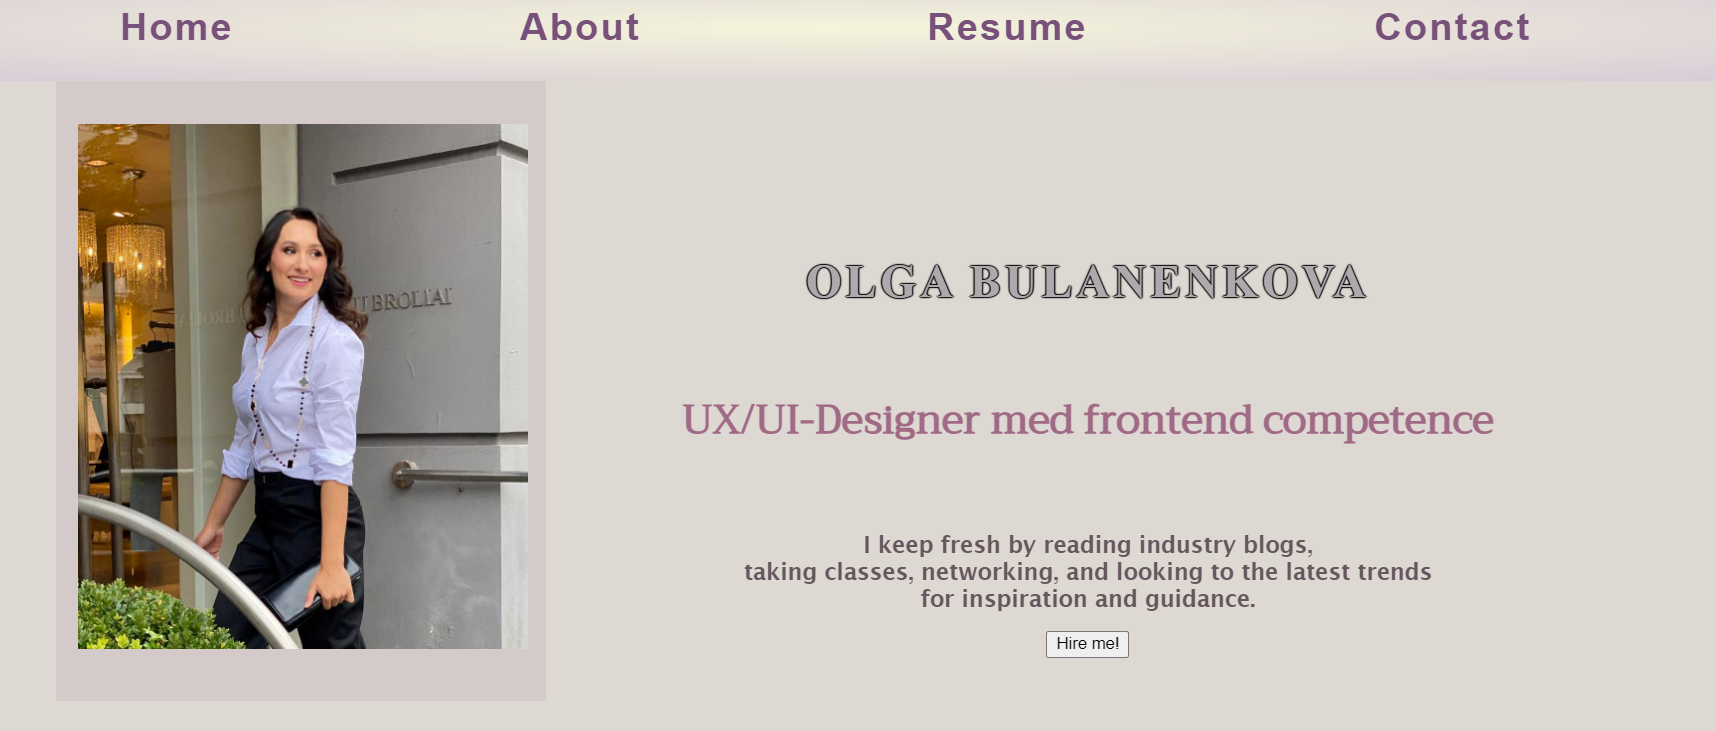 Home About Resume Contact
OLGA BULANENKOVA
UX/UI-Designer med frontend competence
I keep fresh by reading industry blogs,
taking classes, networking, and looking to the latest trends
for inspiration and guidance.
Hire me!